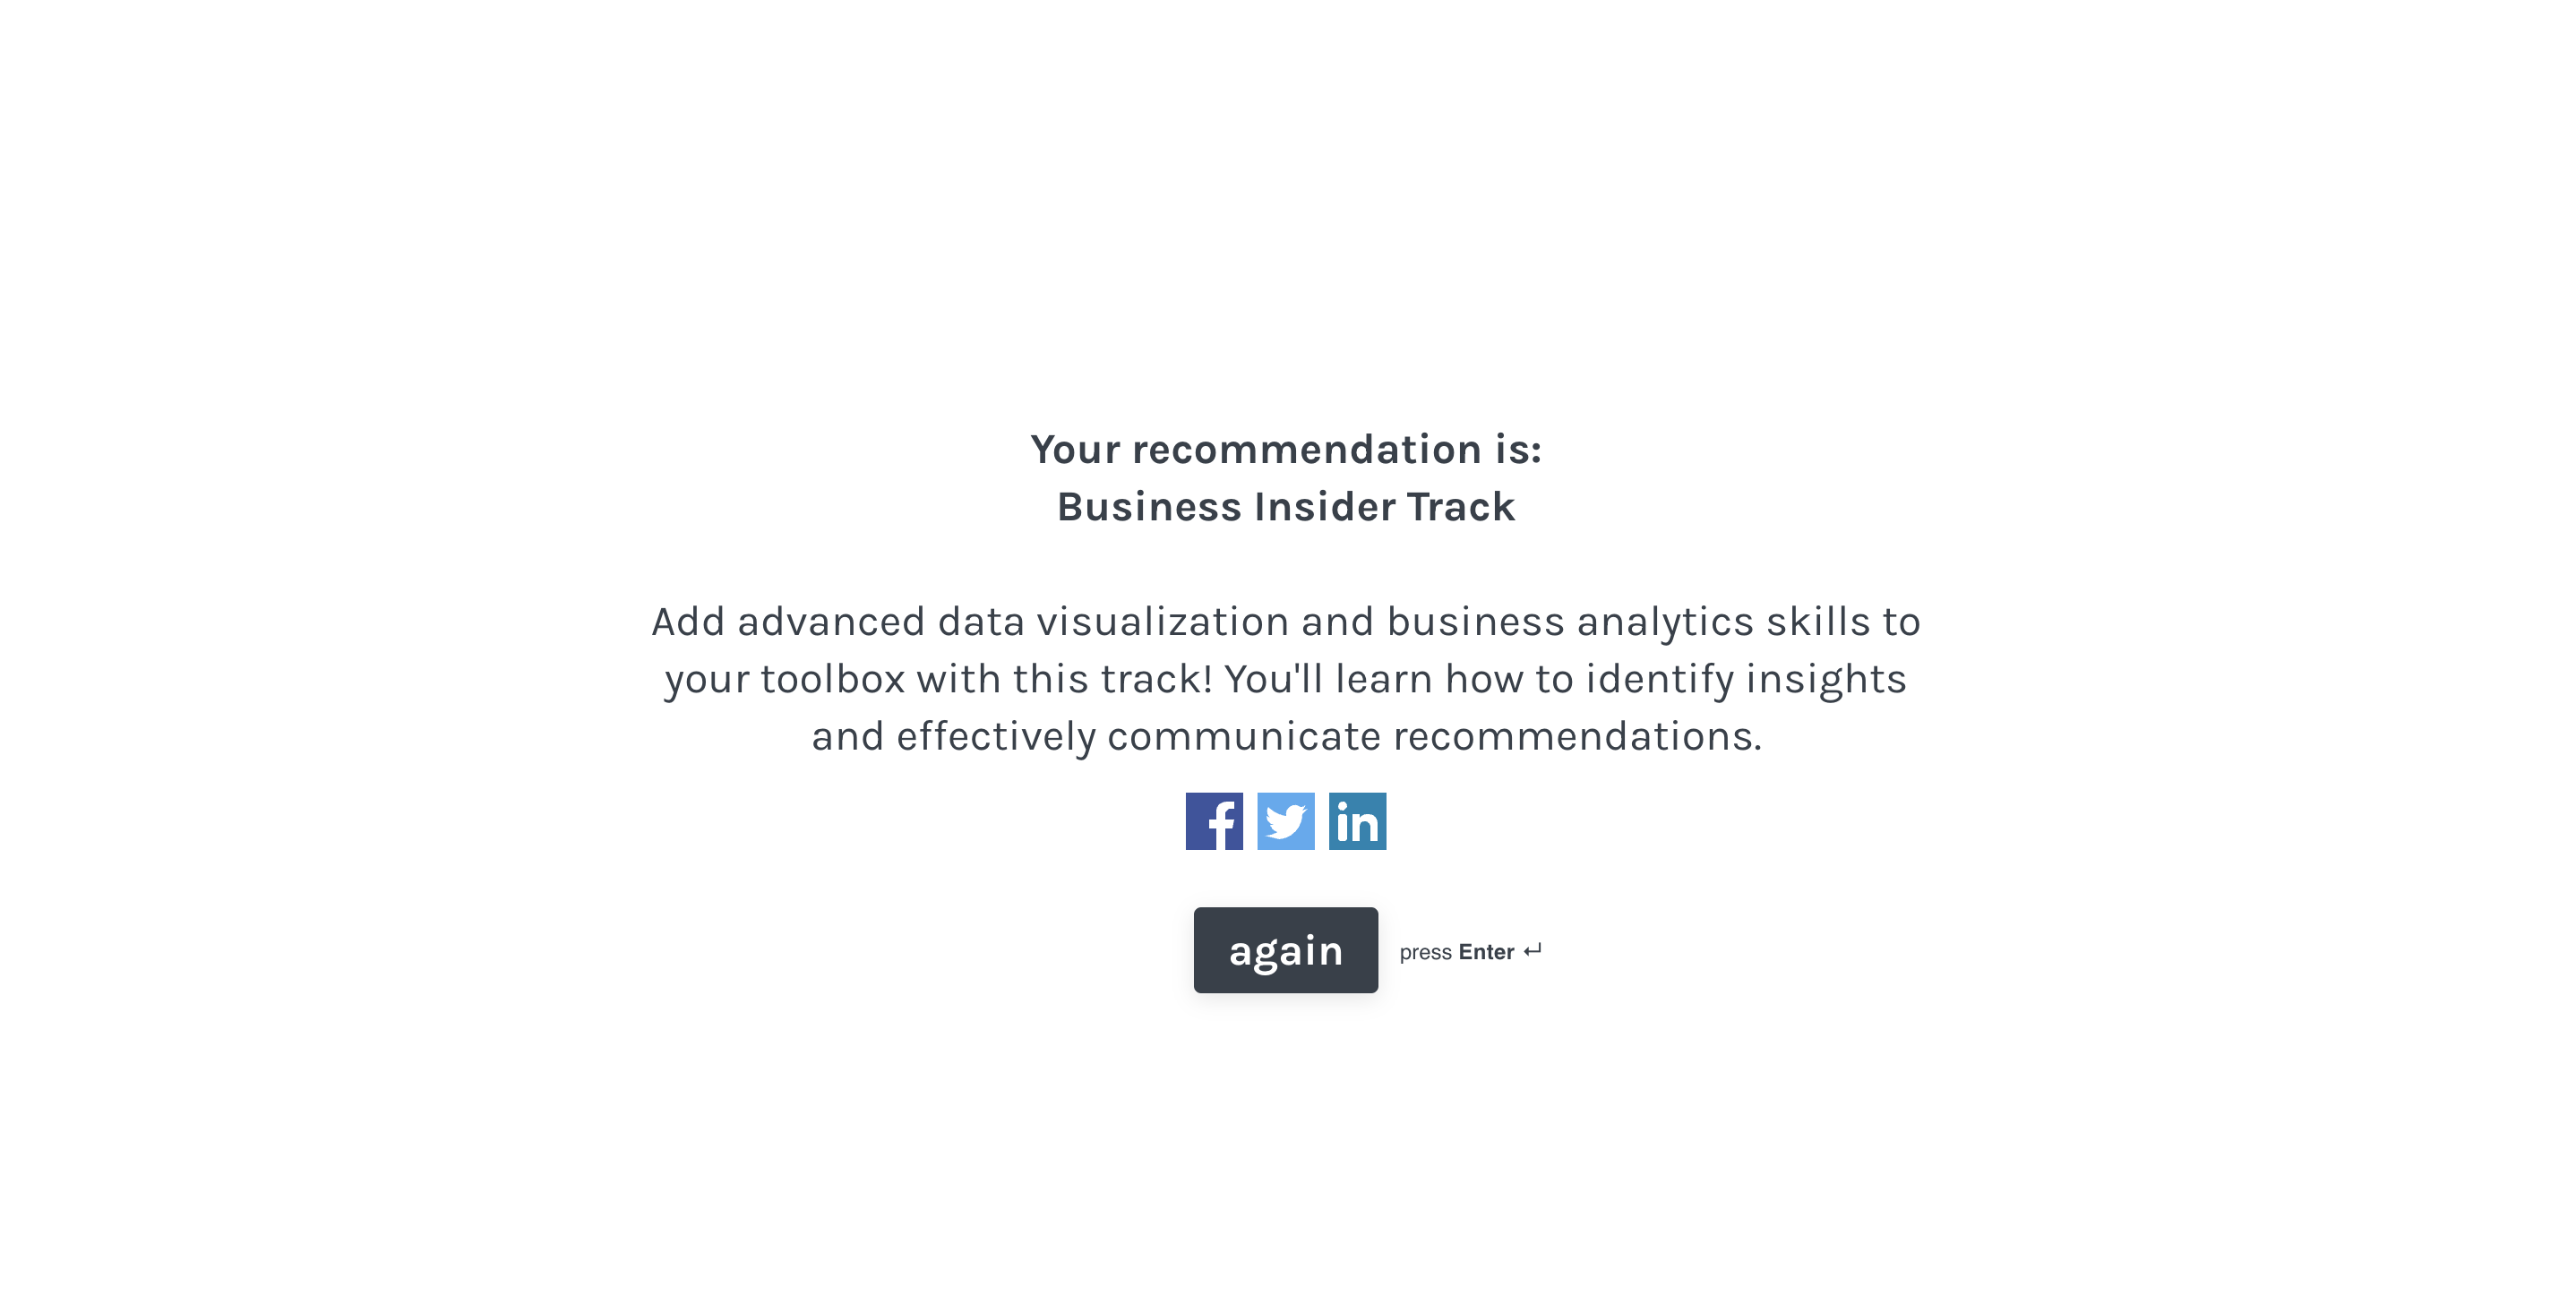 Your recommendation is:
Business Insider Track
Add advanced data visualization and business analytics skills to
your toolbox with this track! You'll learn how to identify insights
and effectively communicate recommendations.
f in
again press Enter ↵